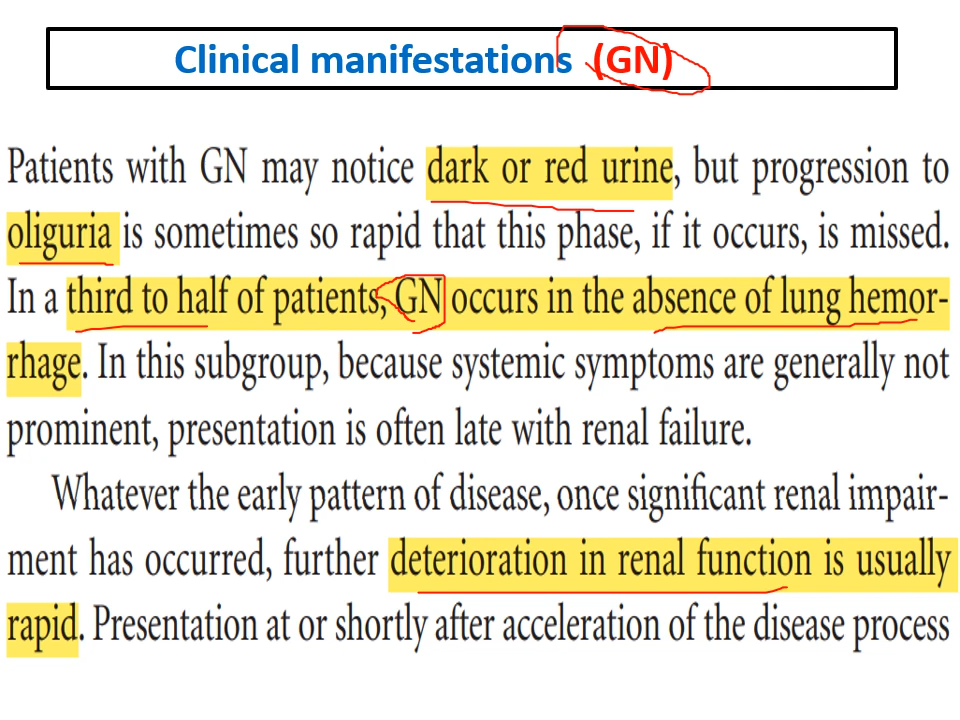 Clinical manifestations (GN)
Patients with GN may notice dark or red urine, but progression to
oliguria is sometimes so rapid that this phase, if it occurs, is missed.
In a third to half of patients, GN occurs in the absence of lung hemor-
rhage. In this subgroup, because systemic symptoms are generally not
prominent, presentation is often late with renal failure.
Whatever the early pattern of disease, once significant renal impair-
ment has occurred, further deterioration in renal function is usually
rapid. Presentation at or shortly after acceleration of the disease process